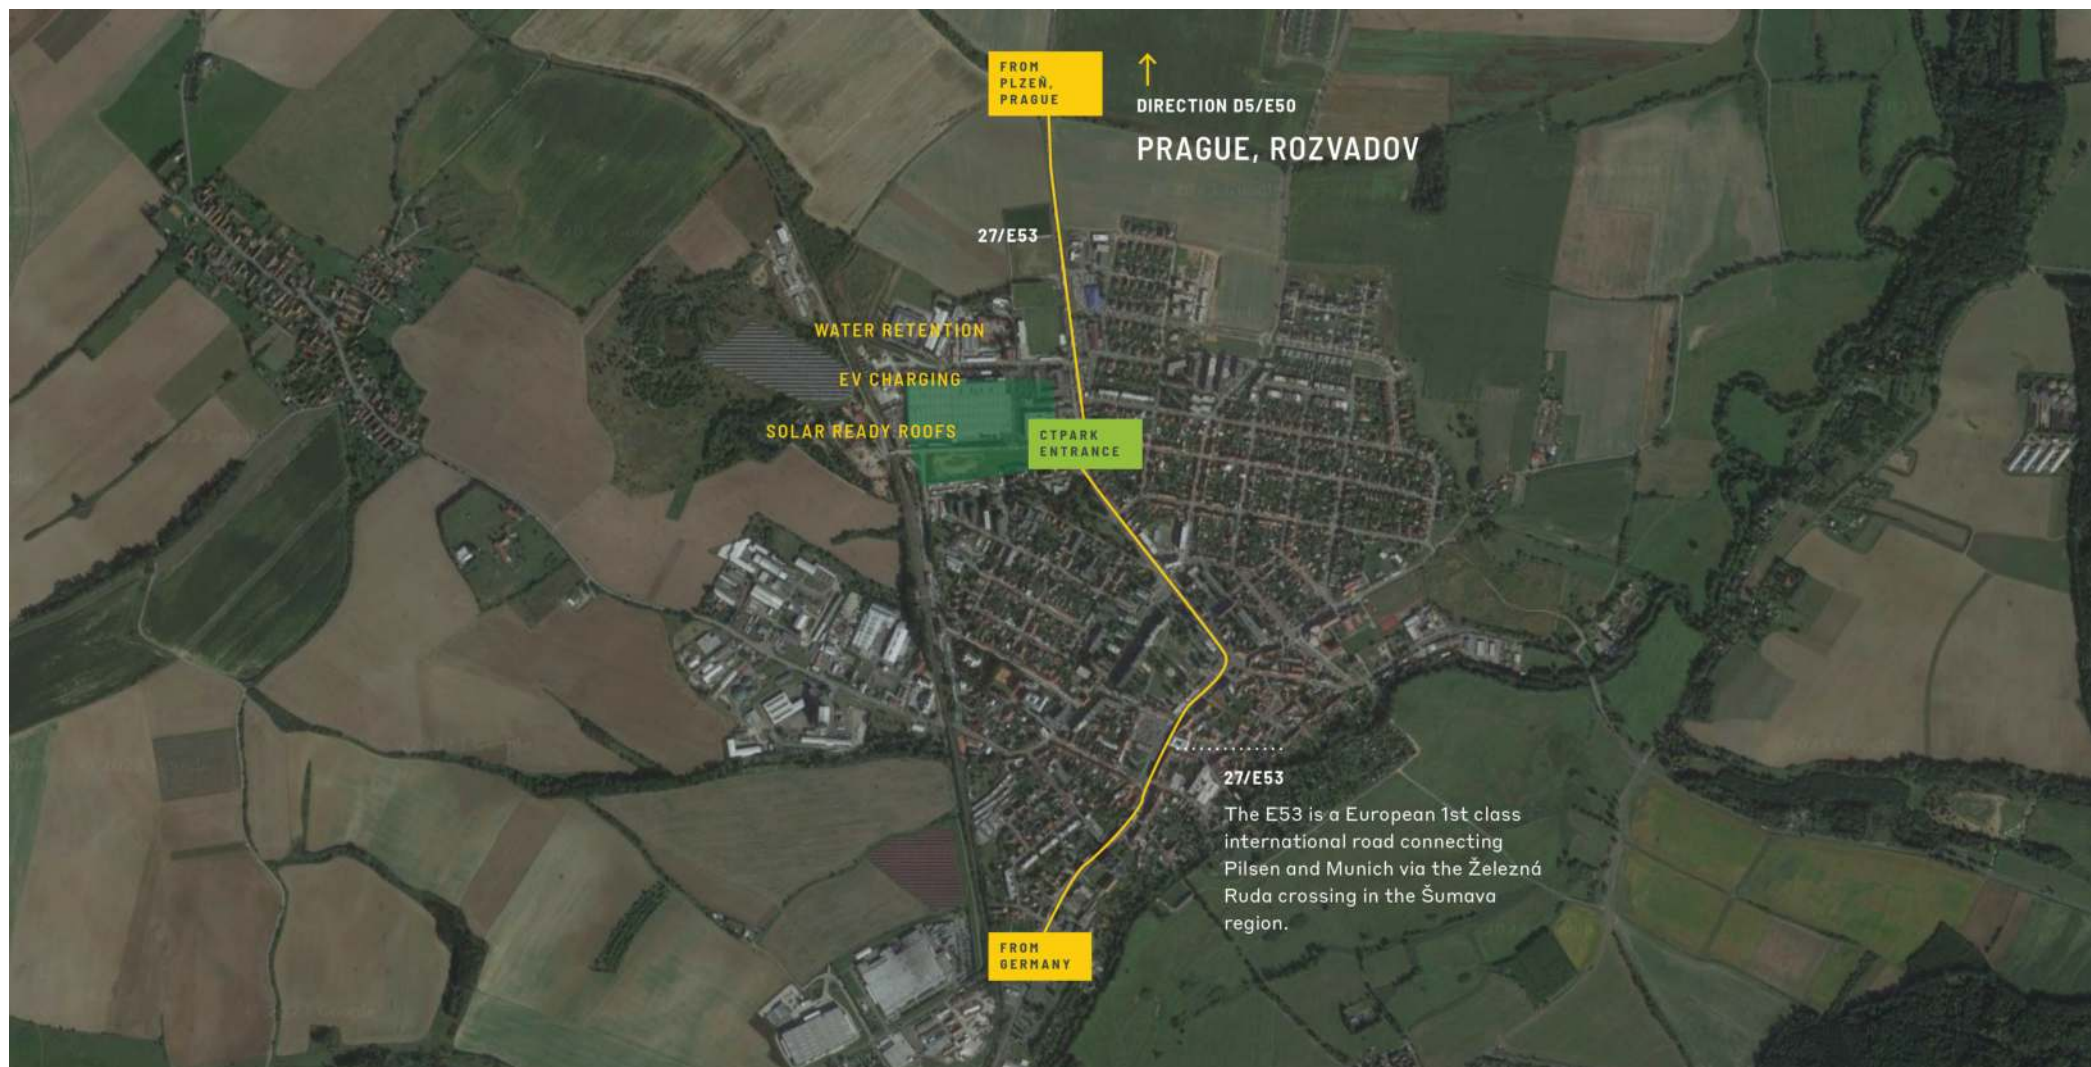 FROM
PLZEŇ,
PRAGUE
DIRECTION D5/E50
PRAGUE, ROZVADOV
27/E53
WATER RETENTION
EV CHARGING
SOLAR READY ROOFS
CTPARK
ENTRANCE
27/E53
The E53 is a European 1st class
international road connecting
Pilsen and Munich via the Železná
Ruda crossing in the Šumava
region.
FROM
GERMANY